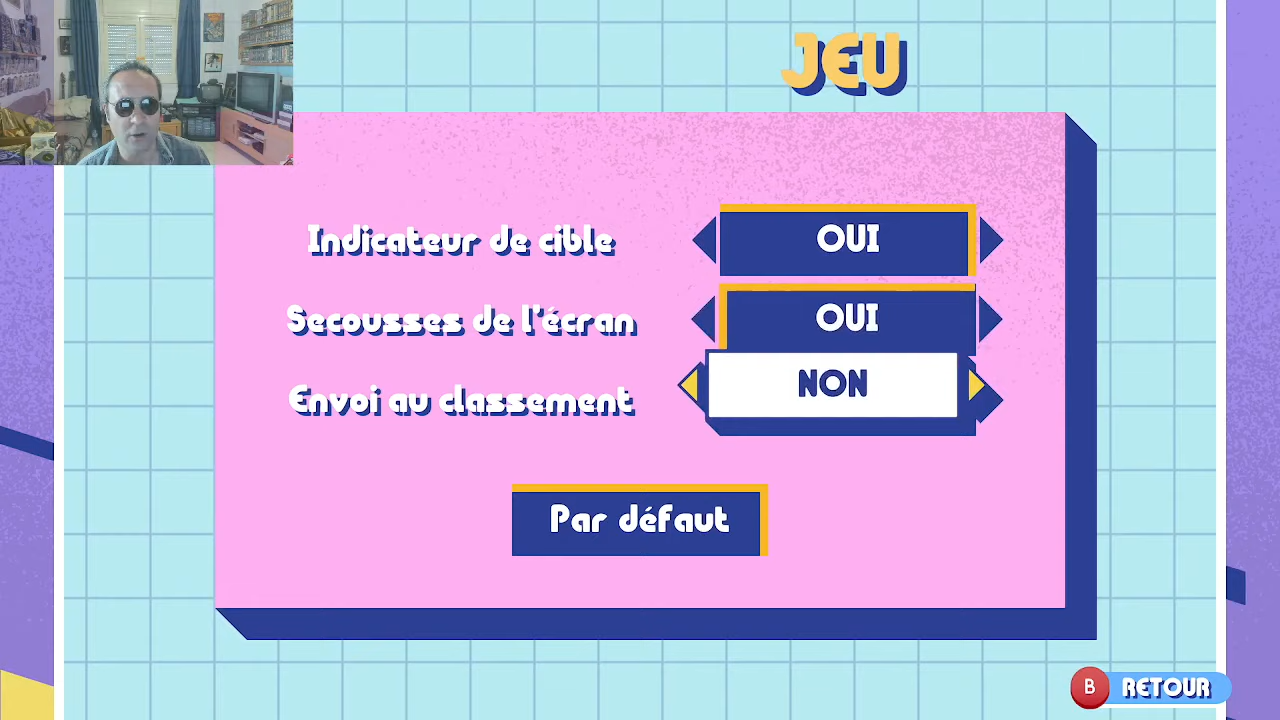 JEU
Indicateur de cible
OUI
Secousses de l'écran
OUI
Envoi au classement
NON
Par défaut
B RETOUR